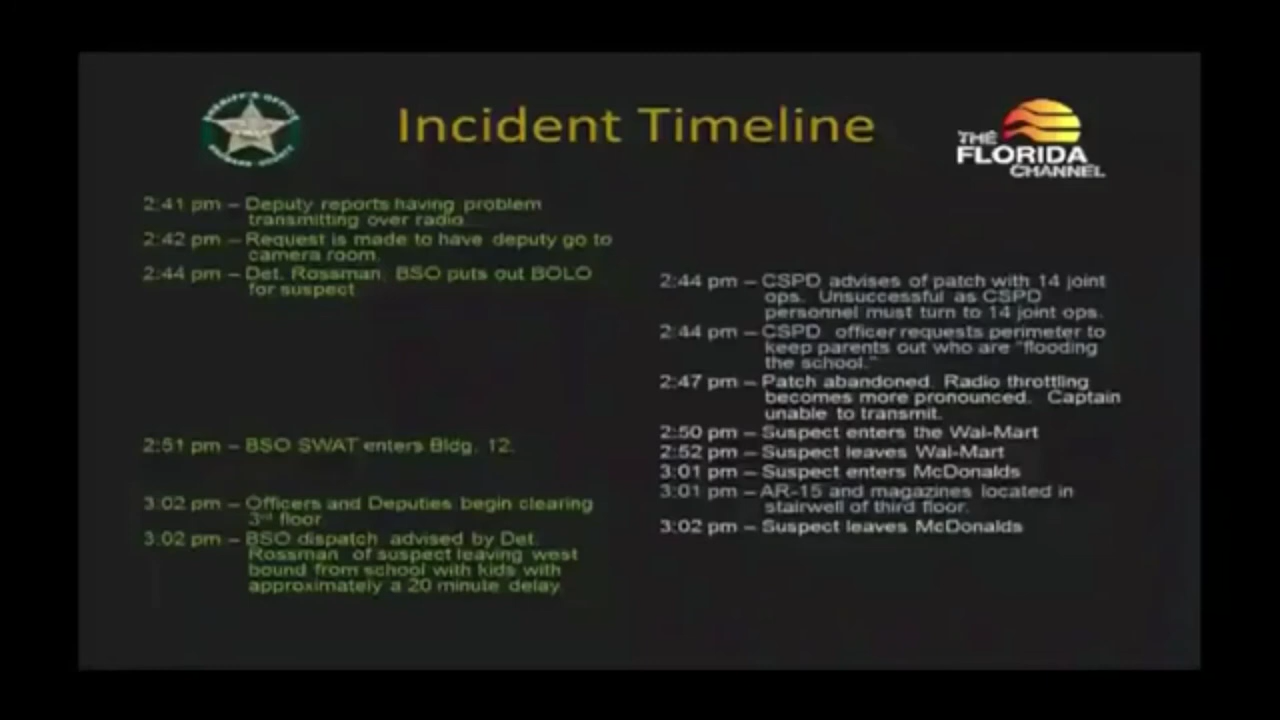 SHERIFF'S OFFICE
Incident Timeline
THE
FLORIDA
CHANNEL
2:41 pm – Deputy reports having problem
transmitting over radio.
2:42 pm – Request is made to have deputy go to
camera room.
2:44 pm – Det. Rossman, BSO puts out BOLO
for suspect
2:51 pm – BSO SWAT enters Bldg. 12.
3:02 pm – Officers and Deputies begin clearing
3rd floor
3:02 pm – BSO dispatch advised by Det.
Rossman of suspect leaving west
bound from school with kids with
approximately a 20 minute delay.
2:44 pm – CSPD advises of patch with 14 joint
ops. Unsuccessful as CSPD
personnel must turn to 14 joint ops.
2:44 pm – CSPD officer requests perimeter to
keep parents out who are "flooding
the school."
2:47 pm – Patch abandoned. Radio throttling
becomes more pronounced. Captain
unable to transmit.
2:50 pm – Suspect enters the Wal-Mart
2:52 pm – Suspect leaves Wal-Mart
3:01 pm – Suspect enters McDonalds
3:01 pm – AR-15 and magazines located in
stairwell of third floor.
3:02 pm – Suspect leaves McDonalds